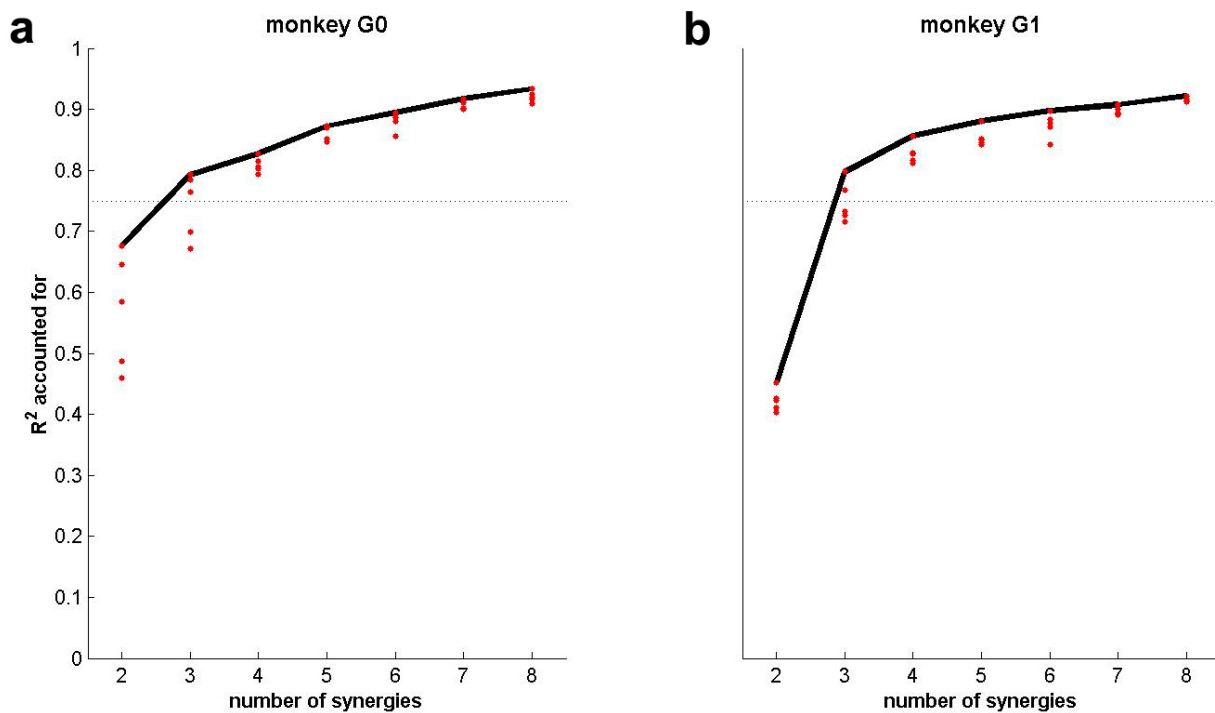 a
monkey G0
R² accounted for
1
0.9
0.8
0.7
0.6
0.5
0.4
0.3
0.2
0.1
0
2 3 4 5 6 7 8
number of synergies
b
monkey G1
2 3 4 5 6 7 8
number of synergies